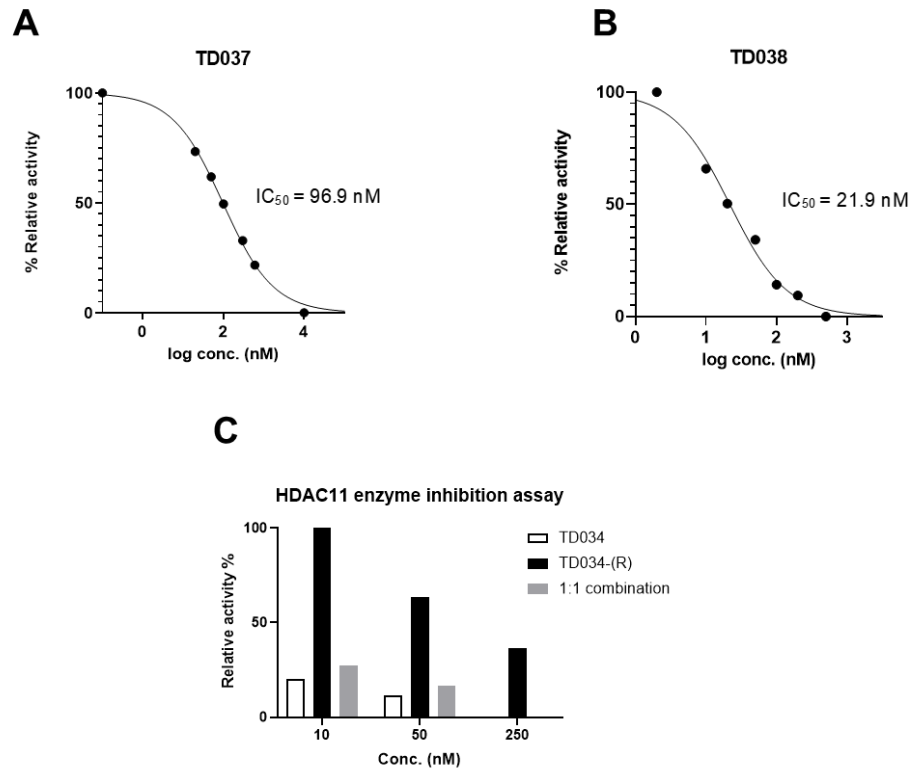 A
TD037
100
50
0
% Relative activity
IC50 = 96.9 nM
0 2 4
log conc. (nM)
B
TD038
100
50
0
% Relative activity
IC50 = 21.9 nM
0 1 2 3
log conc. (nM)
C
HDAC11 enzyme inhibition assay
100
50
0
Relative activity %
TD034
TD034-(R)
1:1 combination
10 50 250
Conc. (nM)